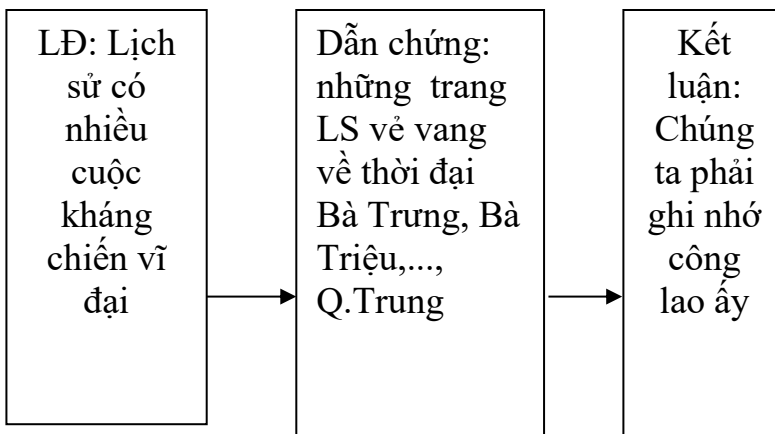 LĐ: Lịch
sử có
nhiều
cuộc
kháng
chiến vĩ
đại
Dẫn chứng:
những trang
LS vẻ vang
về thời đại
Bà Trưng, Bà
Triệu,...,
Q.Trung
Kết
luận:
Chúng
ta phải
ghi nhớ
công
lao ấy